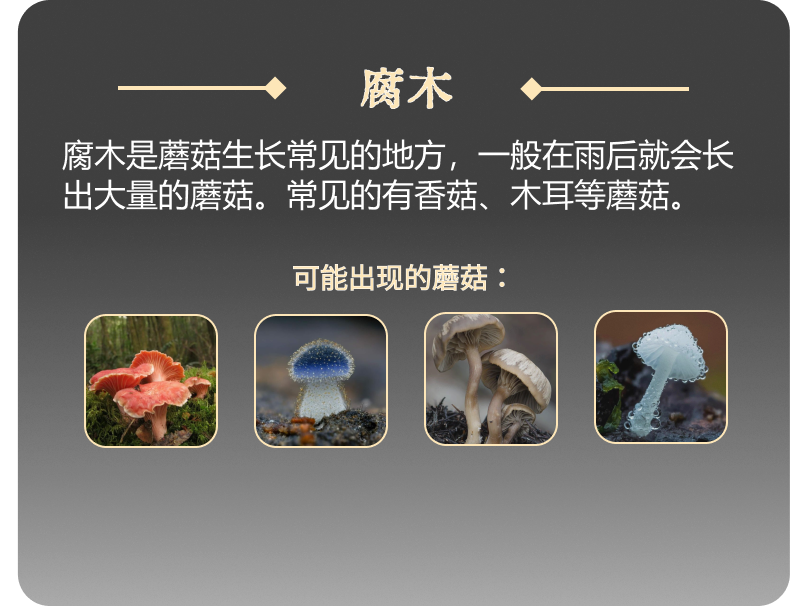 腐木
腐木是蘑菇生长常见的地方，一般在雨后就会长
出大量的蘑菇。常见的有香菇、木耳等蘑菇。
可能出现的蘑菇：